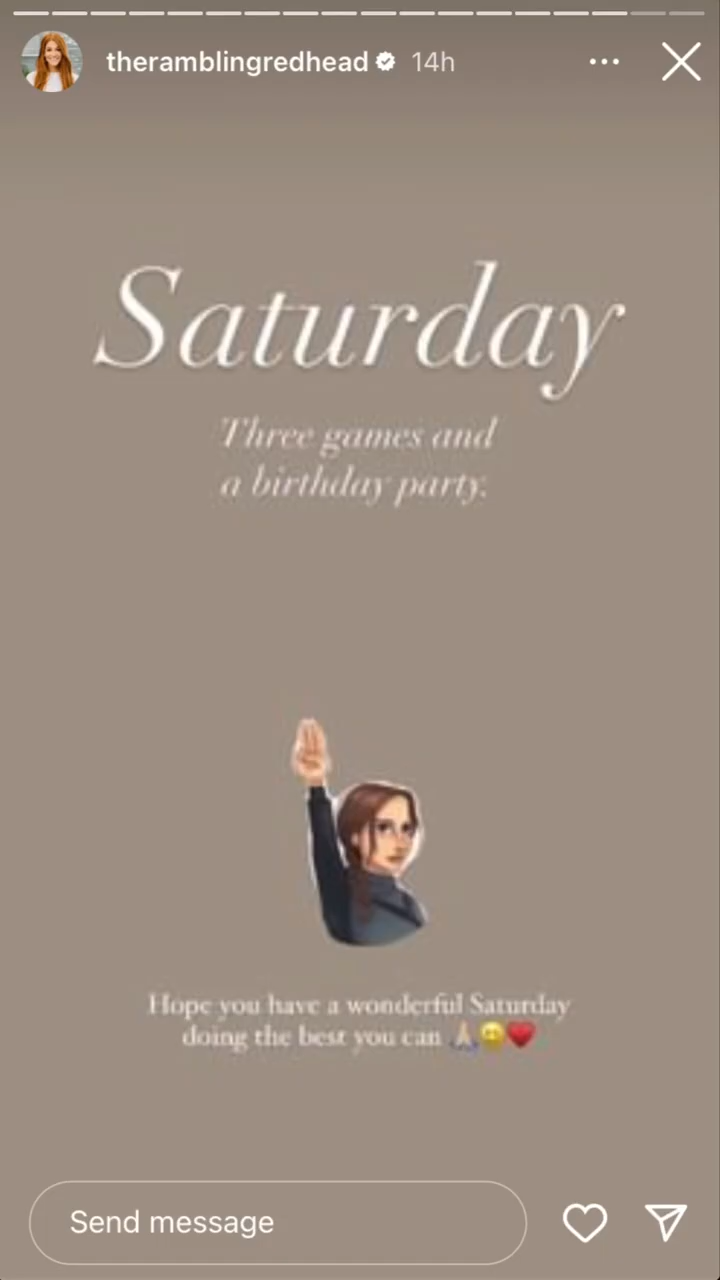 theramblingredhead 14h
Saturday
Three games and
a birthday party.
Hope you have a wonderful Saturday
doing the best you can 🙏🏼😊❤️
Send message